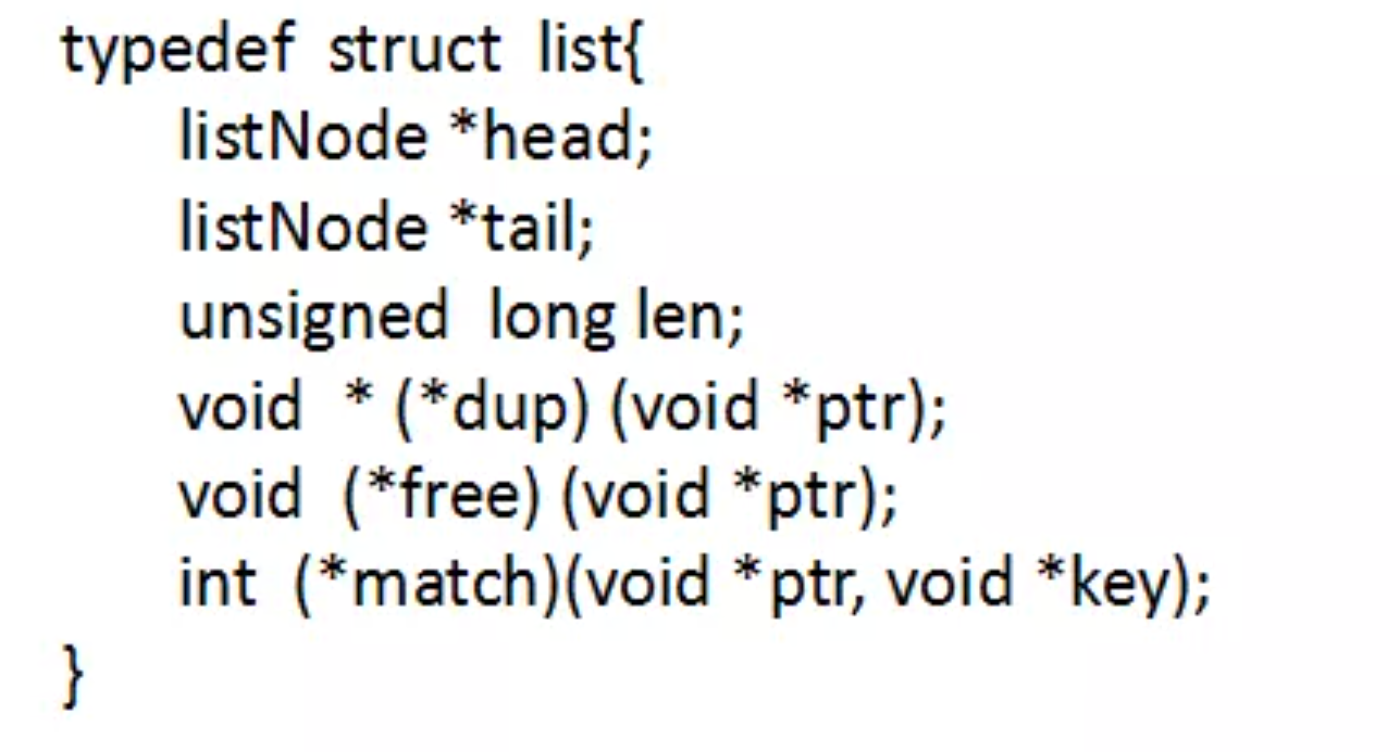 typedef struct list{
listNode *head;
listNode *tail;
unsigned long len;
void * (*dup) (void *ptr);
void (*free) (void *ptr);
int (*match)(void *ptr, void *key);
}